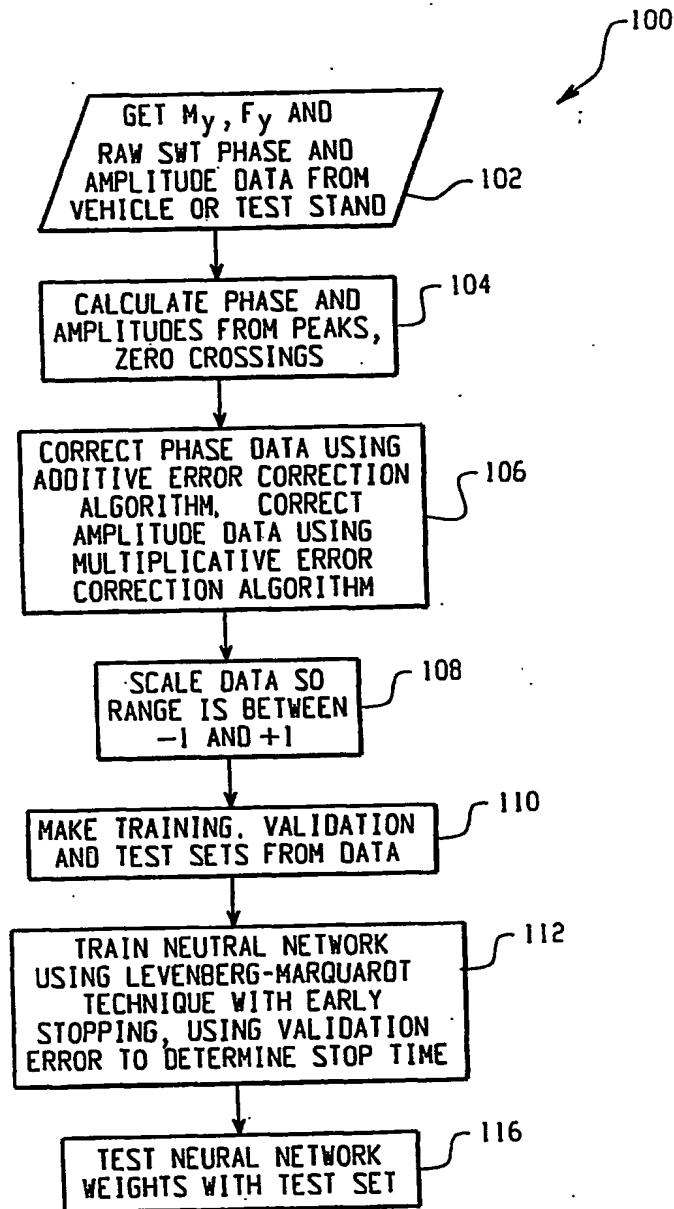 100
GET My, Fy AND
RAW SWT PHASE AND
AMPLITUDE DATA FROM
VEHICLE OR TEST STAND
102
CALCULATE PHASE AND
AMPLITUDES FROM PEAKS,
ZERO CROSSINGS
104
CORRECT PHASE DATA USING
ADDITIVE ERROR CORRECTION
ALGORITHM. CORRECT
AMPLITUDE DATA USING
MULTIPLICATIVE ERROR
CORRECTION ALGORITHM
106
SCALE DATA SO
RANGE IS BETWEEN
-1 AND +1
108
MAKE TRAINING. VALIDATION
AND TEST SETS FROM DATA
110
TRAIN NEUTRAL NETWORK
USING LEVENBERG-MARQUARDT
TECHNIQUE WITH EARLY
STOPPING, USING VALIDATION
ERROR TO DETERMINE STOP TIME
112
TEST NEURAL NETWORK
WEIGHTS WITH TEST SET
116